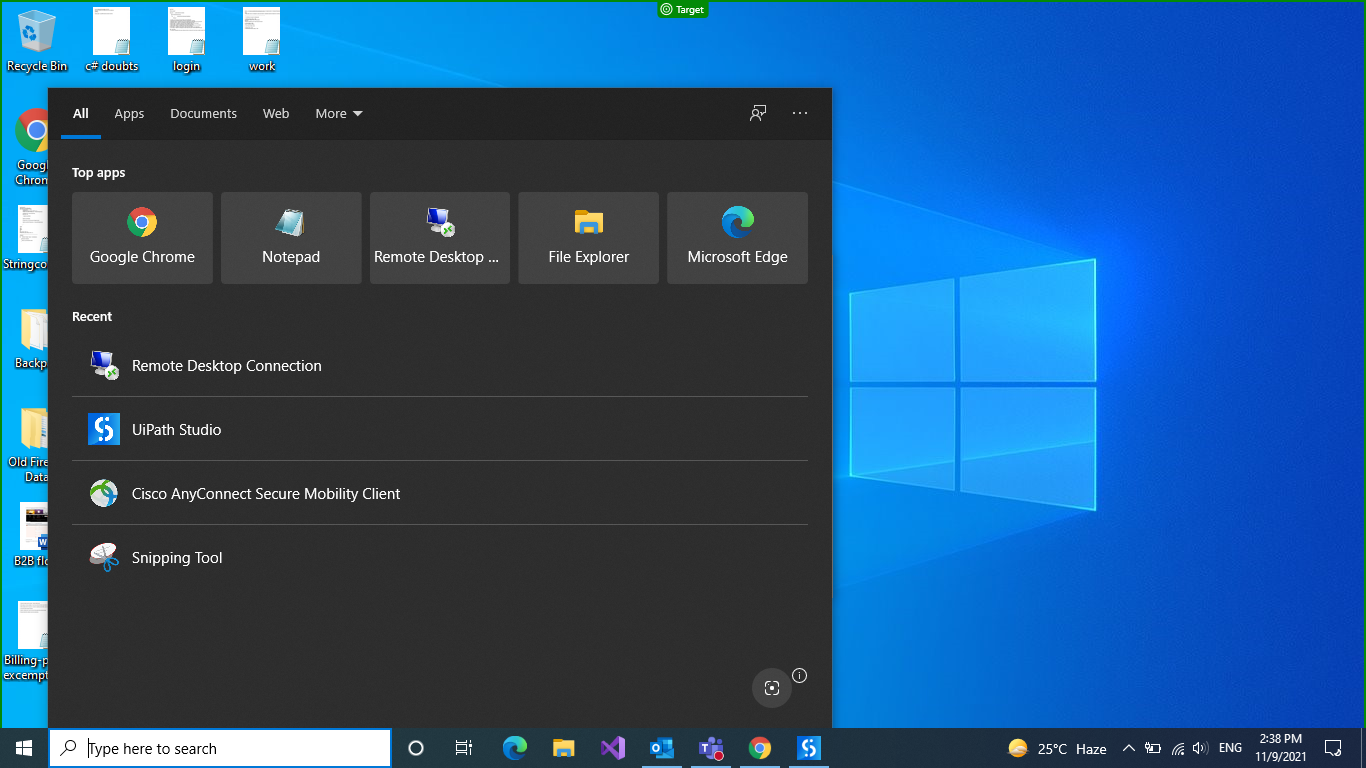 Target
Recycle Bin
c# doubts
login
work
All
Apps
Documents
Web
More
Googl
Chrom
Top apps
Google Chrome
Notepad
Remote Desktop ...
File Explorer
Microsoft Edge
Stringco
Recent
Backp
Remote Desktop Connection
UiPath Studio
Old Fire
Data
Cisco AnyConnect Secure Mobility Client
Snipping Tool
B2B flo
Billing-p
excempt
Type here to search
25°C Haze
ENG
2:38 PM
11/9/2021